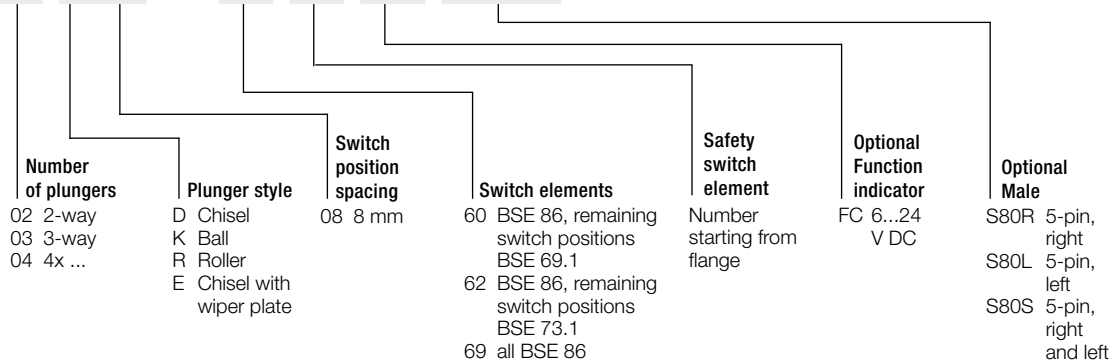 Number
of plungers
02 2-way
03 3-way
04 4x ...
Plunger style
D Chisel
K Ball
R Roller
E Chisel with
wiper plate
Switch
position
spacing
08 8 mm
Switch elements
60 BSE 86, remaining
switch positions
BSE 69.1
62 BSE 86, remaining
switch positions
BSE 73.1
69 all BSE 86
Safety
switch
element
Number
starting from
flange
Optional
Function
indicator
FC 6...24
V DC
Optional
Male
S80R 5-pin,
right
S80L 5-pin,
left
S80S 5-pin,
right
and left